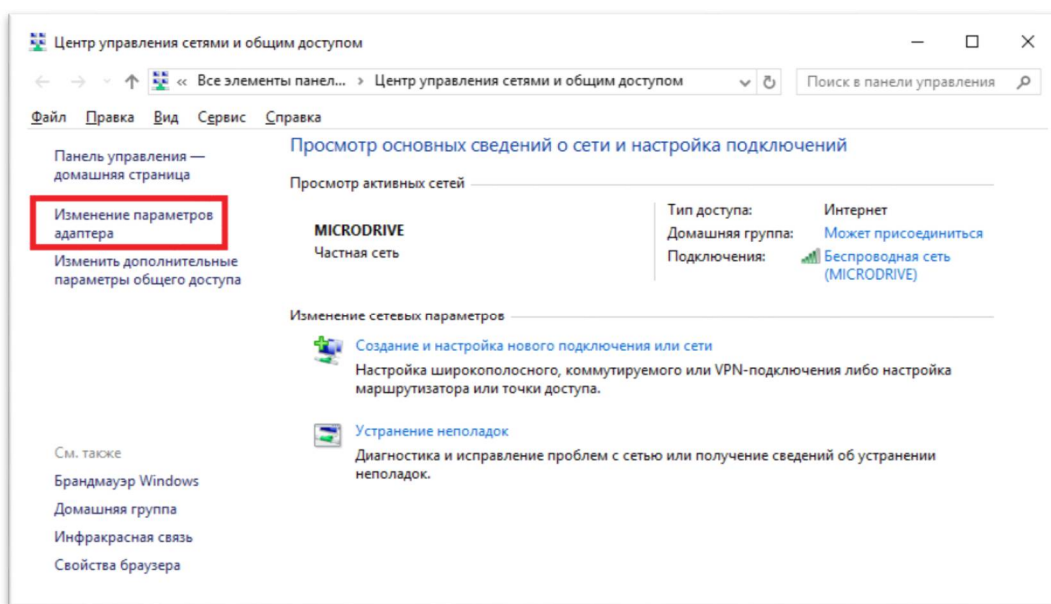 Центр управления сетями и общим доступом
« Все элементы панел... › Центр управления сетями и общим доступом
Поиск в панели управления
Файл Правка Вид Сервис Справка
Панель управления —
домашняя страница
Изменение параметров
адаптера
Изменить дополнительные
параметры общего доступа
Просмотр основных сведений о сети и настройка подключений
Просмотр активных сетей
MICRODRIVE
Частная сеть
Тип доступа: Интернет
Домашняя группа: Может присоединиться
Подключения: Беспроводная сеть
(MICRODRIVE)
Изменение сетевых параметров
Создание и настройка нового подключения или сети
Настройка широкополосного, коммутируемого или VPN-подключения либо настройка
маршрутизатора или точки доступа.
Устранение неполадок
Диагностика и исправление проблем с сетью или получение сведений об устранении
неполадок.
См. также
Брандмауэр Windows
Домашняя группа
Инфракрасная связь
Свойства браузера